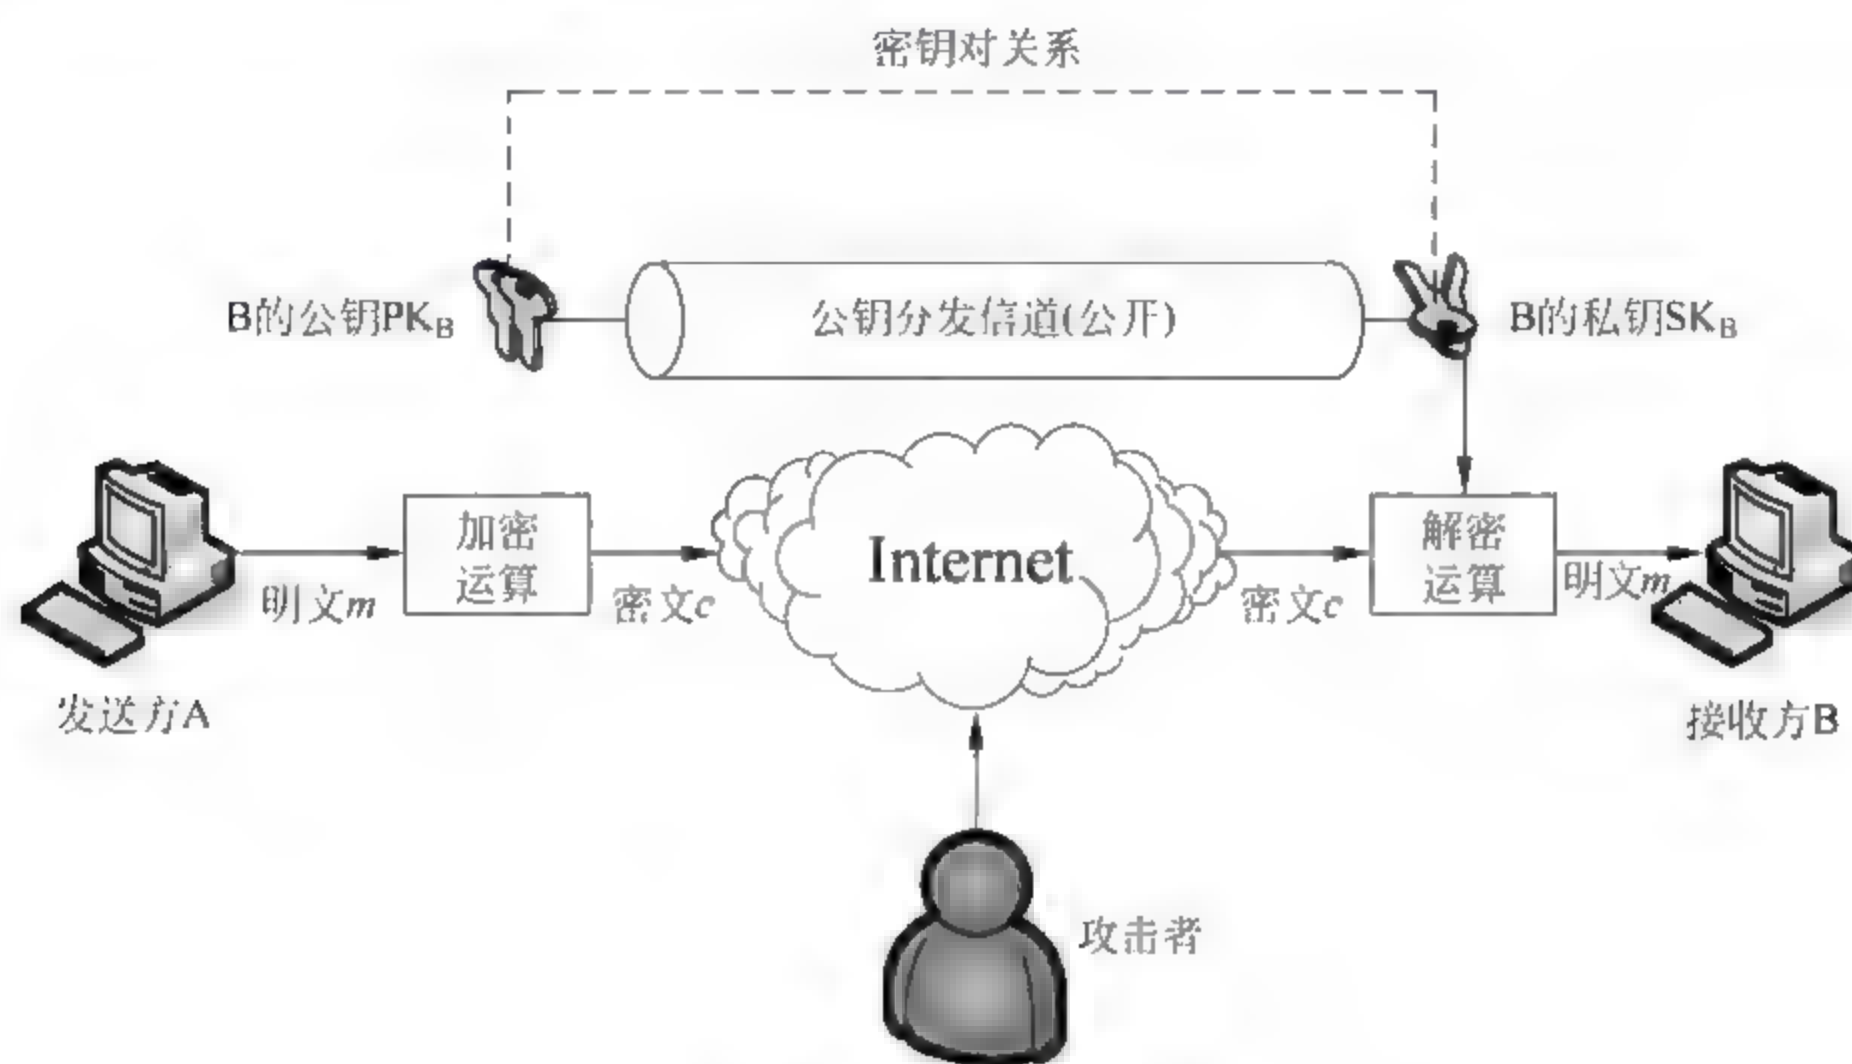 密钥对关系
B的公钥PKB
公钥分发信道(公开)
B的私钥SKB
加密
运算
Internet
解密
运算
明文m
密文c
密文c
明文m
发送方A
接收方B
攻击者